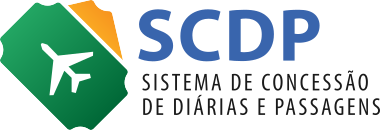 SCDP
SISTEMA DE CONCESSÃO
DE DIÁRIAS E PASSAGENS